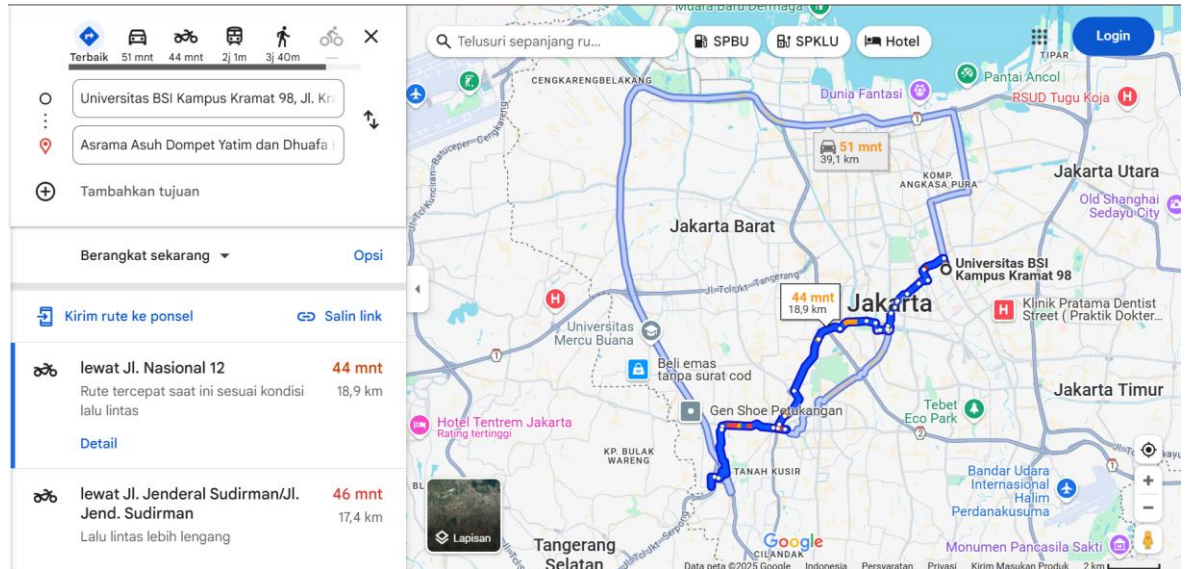 Terbaik
51 mnt
44 mnt
2j 1m
3j 40m
Universitas BSI Kampus Kramat 98, Jl. Kr
Asrama Asuh Dompet Yatim dan Dhuafa
Tambahkan tujuan
Berangkat sekarang
Opsi
Kirim rute ke ponsel
Salin link
lewat Jl. Nasional 12
44 mnt
Rute tercepat saat ini sesuai kondisi
18,9 km
lalu lintas
Detail
lewat Jl. Jenderal Sudirman/Jl.
46 mnt
Jend. Sudirman
17,4 km
Lalu lintas lebih lengang
Telusuri sepanjang ru...
SPBU
SPKLU
Hotel
Login
Muara Baru
TIPAR
CENGKARENGBELAKANG
Pantai Ancol
Dunia Fantasi
RSUD Tugu Koja
1
51 mnt
39,1 km
KOMP.
ANGKASA PURA
Jakarta Utara
Old Shanghai
Sedayu City
Jakarta Barat
Universitas BSI
Kampus Kramat 98
44 mnt
18,9 km
Jakarta
Klinik Pratama Dentist
Street ( Praktik Dokter...
Universitas
Mercu Buana
1
Beli emas
tanpa surat cod
Jakarta Timur
Gen Shoe Petukangan
Tebet
Eco Park
Hotel Tentrem Jakarta
Rating tertinggi
2
KP. BULAK
WARENG
TANAH KUSIR
Bandar Udara
Internasional
Halim
Perdanakusuma
1
Lapisan
Tangerang
Selatan
Google
CILANDAK
Monumen Pancasila Sakti
Data peta ©2025 Google
Indonesia
Persyaratan
Privasi
Kirim Masukan Produk
2 km